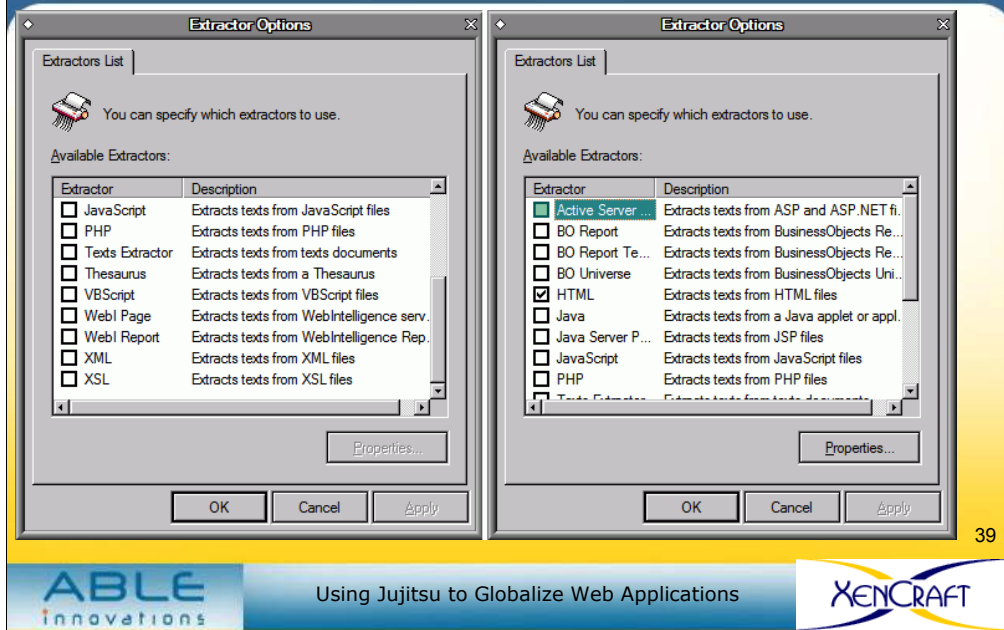 Extractor Options
Extractors List
You can specify which extractors to use.
Available Extractors:
Extractor Description
JavaScript Extracts texts from JavaScript files
PHP Extracts texts from PHP files
Texts Extractor Extracts texts from texts documents
Thesaurus Extracts texts from a Thesaurus
VBScript Extracts texts from VBScript files
WebI Page Extracts texts from WebIntelligence serv.
WebI Report Extracts texts from WebIntelligence Rep.
XML Extracts texts from XML files
XSL Extracts texts from XSL files
Properties...
OK Cancel Apply
Extractor Options
Extractors List
You can specify which extractors to use.
Available Extractors:
Extractor Description
Active Server ... Extracts texts from ASP and ASP.NET fi.
BO Report Extracts texts from BusinessObjects Re...
BO Report Te... Extracts texts from BusinessObjects Re...
BO Universe Extracts texts from BusinessObjects Uni..
HTML Extracts texts from HTML files
Java Extracts texts from a Java applet or appl.
Java Server P... Extracts texts from JSP files
JavaScript Extracts texts from JavaScript files
PHP Extracts texts from PHP files
Texts Extractor Extracts texts from texts documents
Properties...
OK Cancel Apply
39
ABLE
innovations
Using Jujitsu to Globalize Web Applications
XENCRAFT